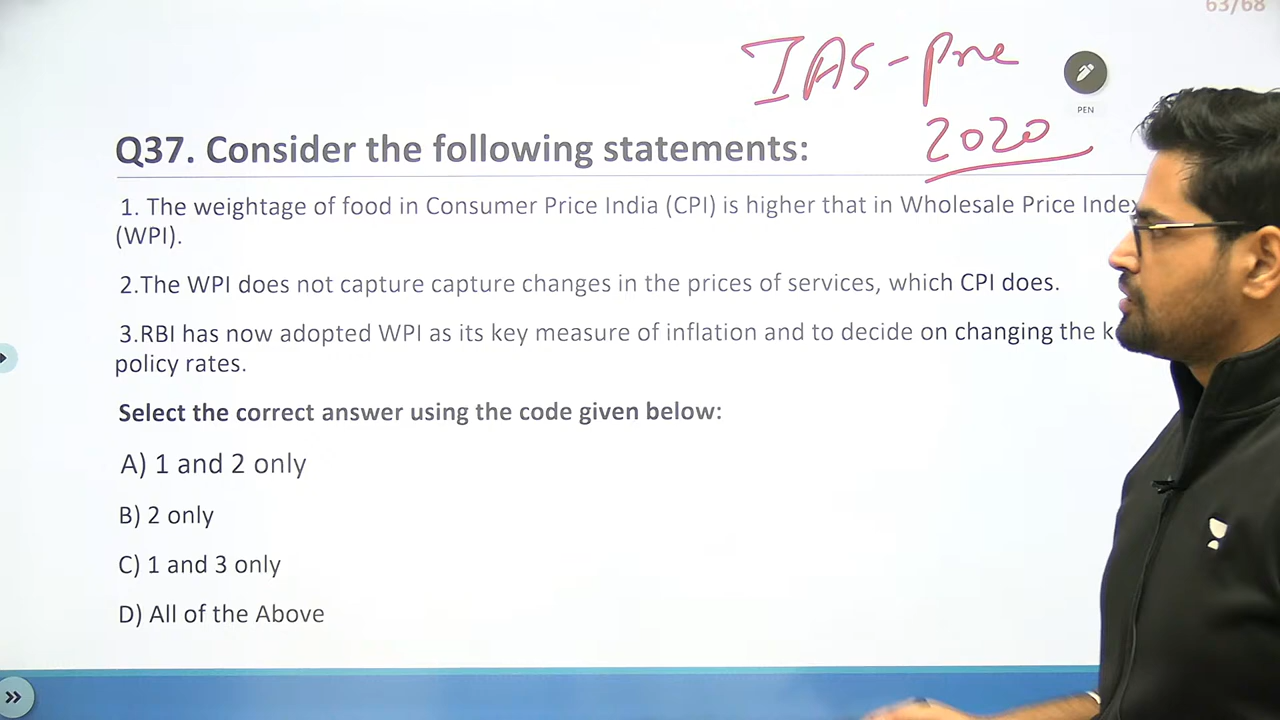 63/68
IAS-Pre
2020
PEN
Q37. Consider the following statements:
1. The weightage of food in Consumer Price India (CPI) is higher that in Wholesale Price Index
(WPI).
2.The WPI does not capture capture changes in the prices of services, which CPI does.
3.RBI has now adopted WPI as its key measure of inflation and to decide on changing the
policy rates.
Select the correct answer using the code given below:
A) 1 and 2 only
B) 2 only
C) 1 and 3 only
D) All of the Above